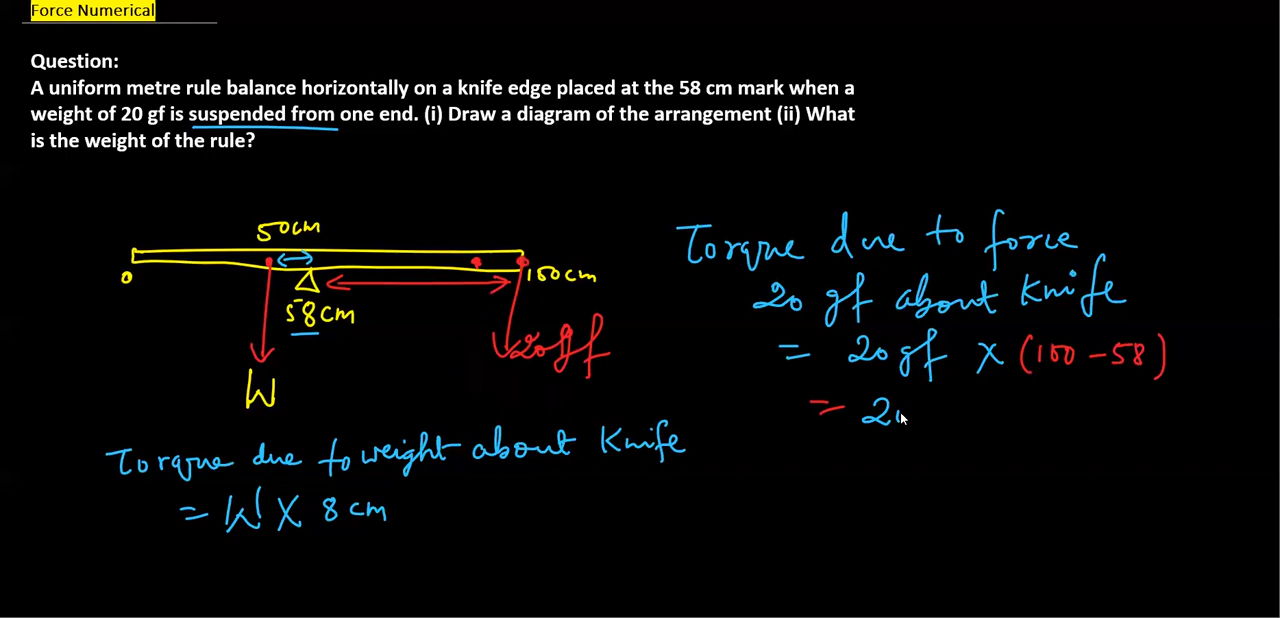 Force Numerical
Question:
A uniform metre rule balance horizontally on a knife edge placed at the 58 cm mark when a
weight of 20 gf is suspended from one end. (i) Draw a diagram of the arrangement (ii) What
is the weight of the rule?
50cm
0
100cm
58cm
20gf
W
Torque due to weight about Knife
= W X 8 cm
Torque due to force
20 gf about Knife
= 20 gf X (100 - 58)
= 20